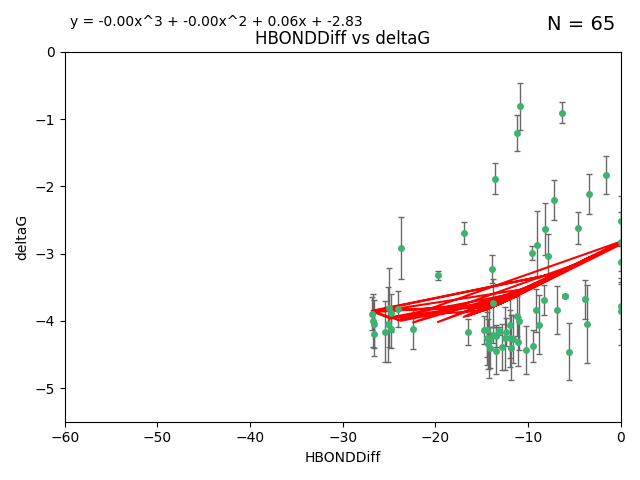 y = -0.00x^3 + -0.00x^2 + 0.06x + -2.83
N = 65
HBONDDiff vs deltaG
0
−1
−2
−3
−4
−5
deltaG
−60
−50
−40
−30
−20
−10
0
HBONDDiff